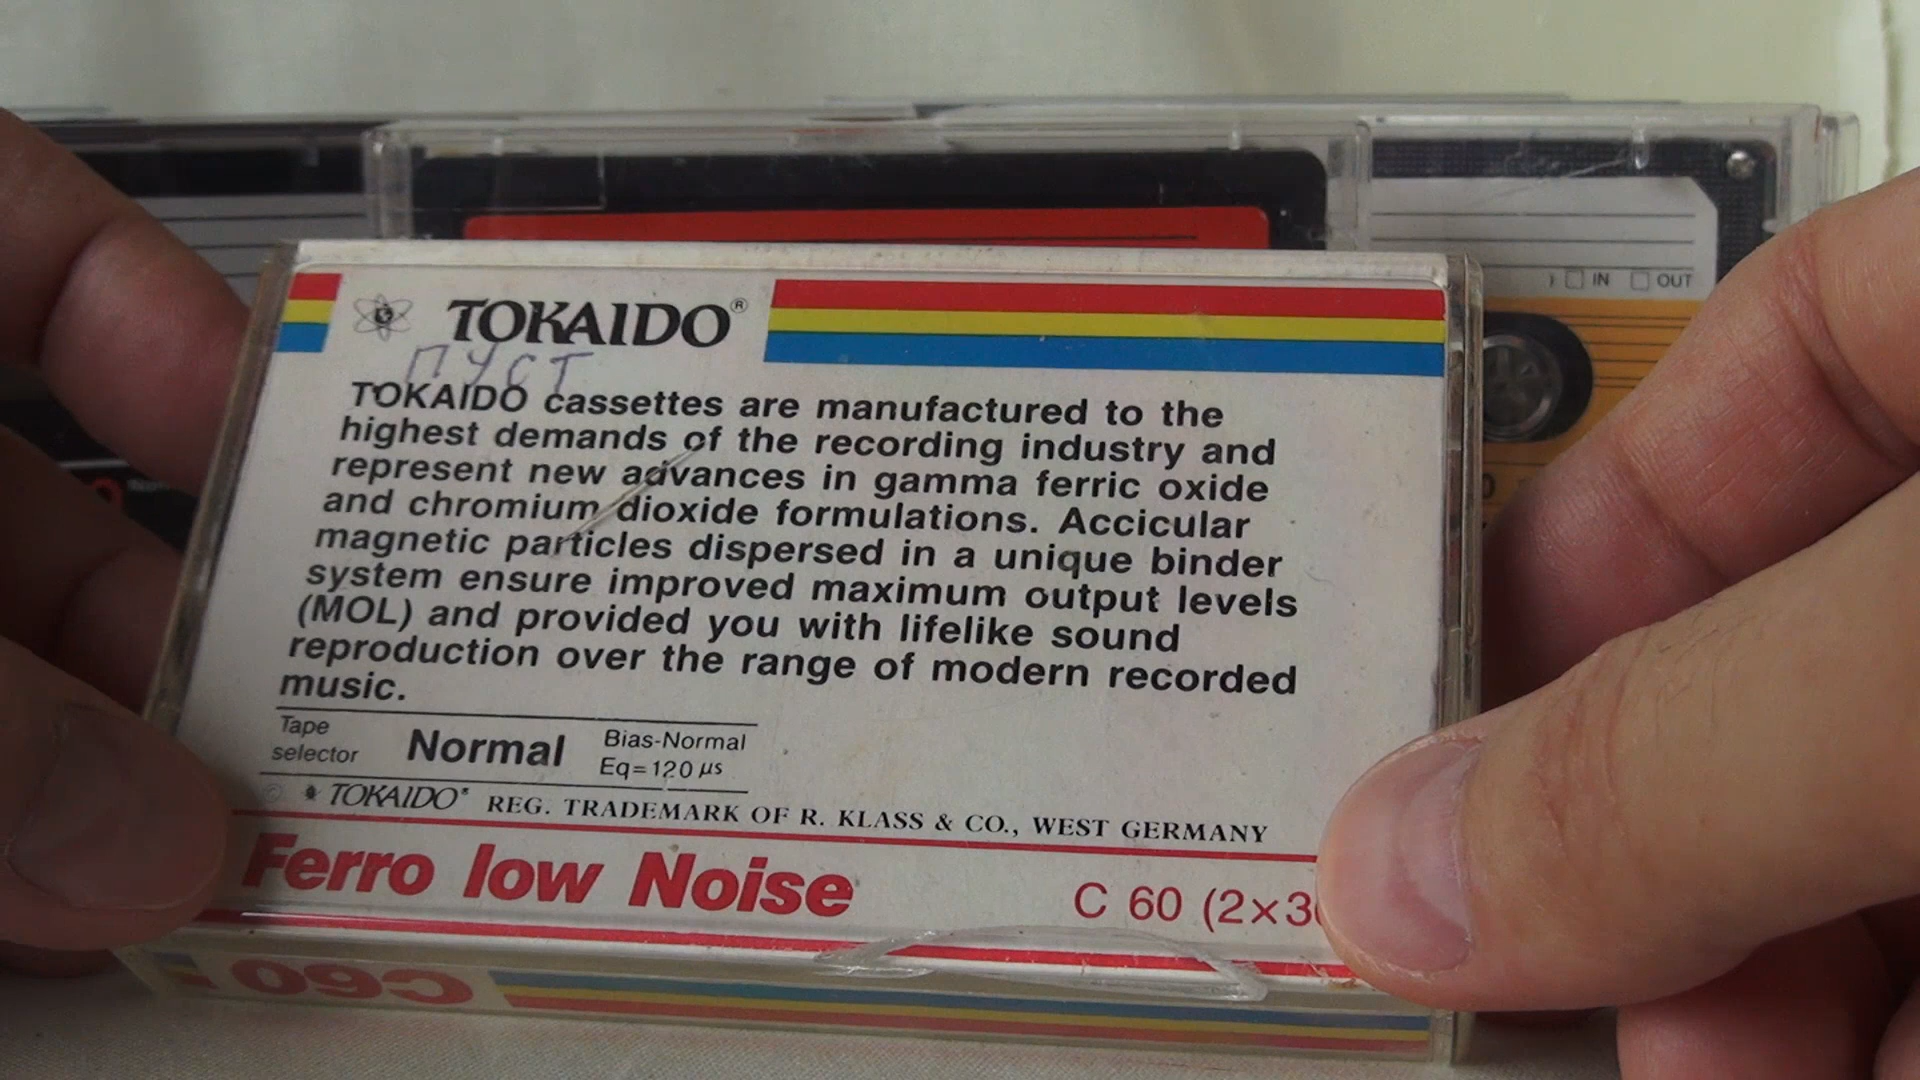 IN OUT
TOKAIDO®
ПУСТ
TOKAIDO cassettes are manufactured to the
highest demands of the recording industry and
represent new advances in gamma ferric oxide
and chromium dioxide formulations. Accicular
magnetic particles dispersed in a unique binder
system ensure improved maximum output levels
(MOL) and provided you with lifelike sound
reproduction over the range of modern recorded
music.
Tape selector Normal Bias-Normal
Eq=120 µs
© TOKAIDO® REG. TRADEMARK OF R. KLASS & CO., WEST GERMANY
Ferro low Noise C 60 (2×3
C60